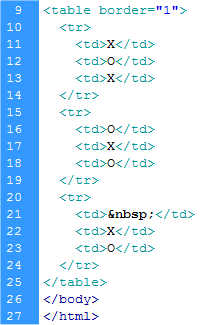 9 <table border="1">
10 <tr>
11 <td>X</td>
12 <td>O</td>
13 <td>X</td>
14 </tr>
15 <tr>
16 <td>O</td>
17 <td>X</td>
18 <td>O</td>
19 </tr>
20 <tr>
21 <td>&nbsp;</td>
22 <td>X</td>
23 <td>O</td>
24 </tr>
25 </table>
26 </body>
27 </html>